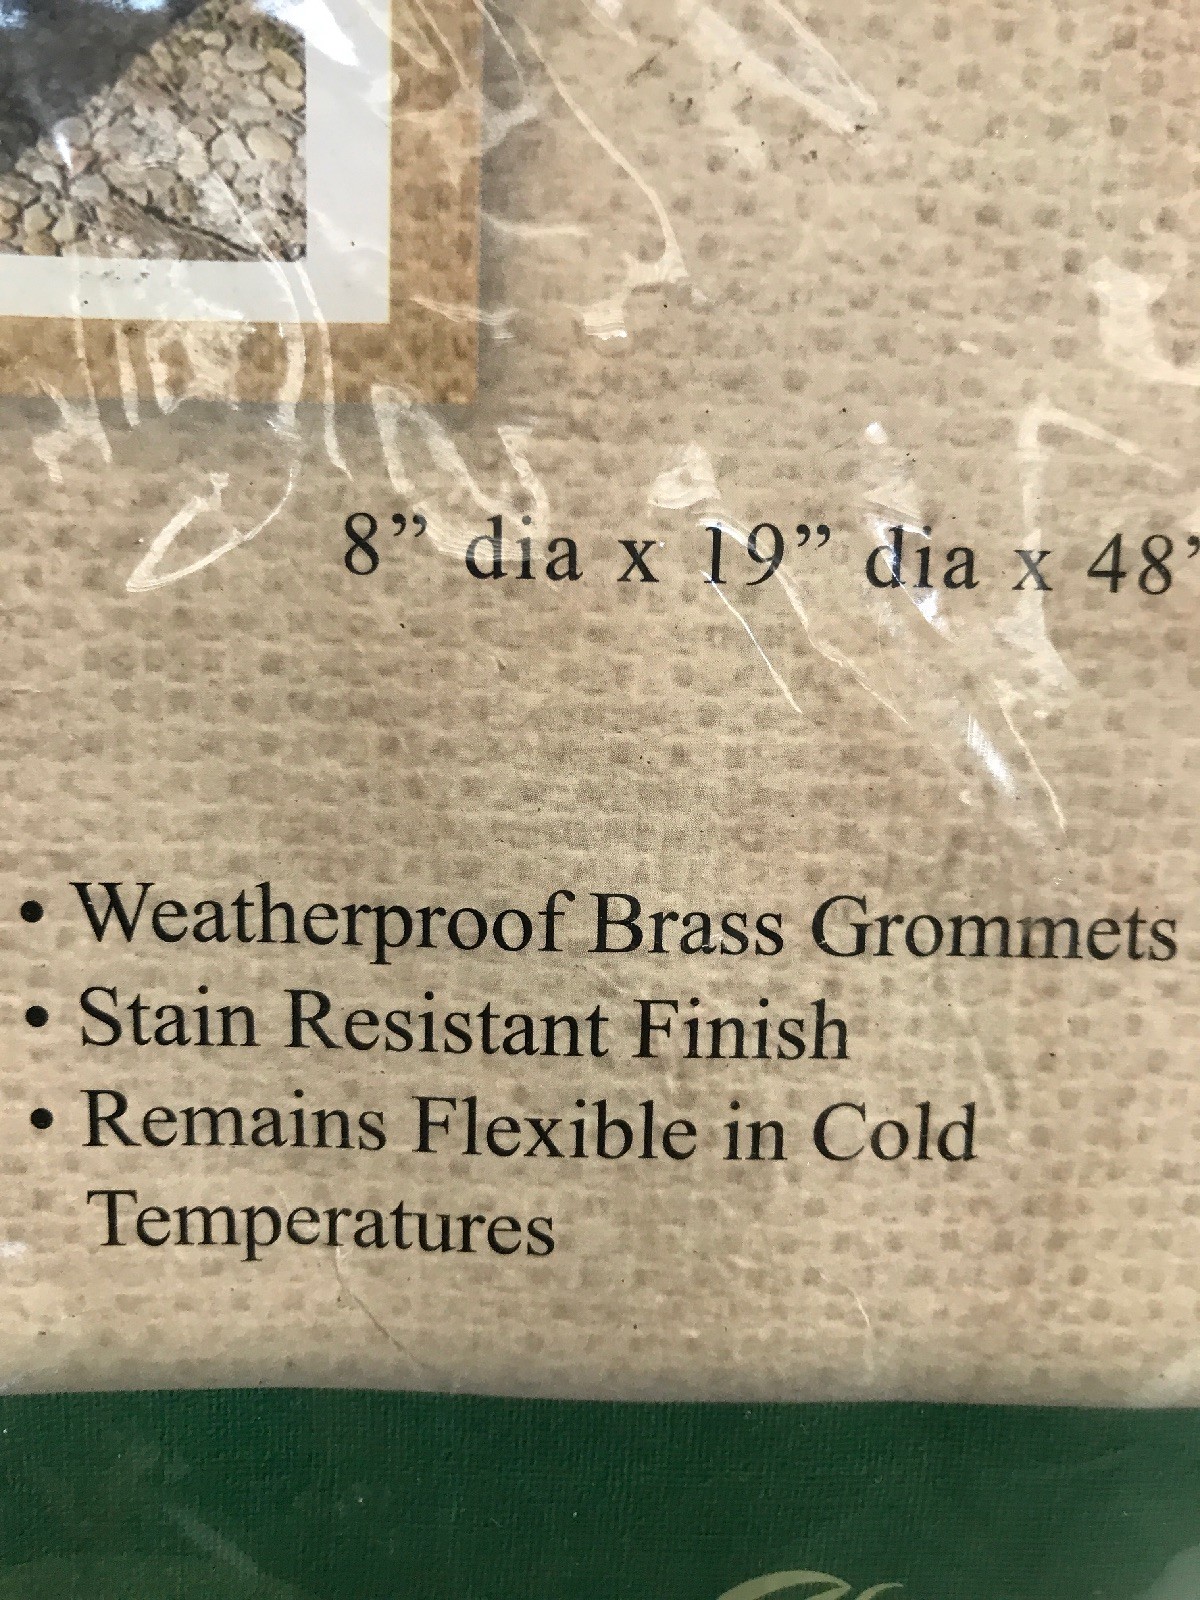 8” dia x 19” dia x 48”
• Weatherproof Brass Grommets
• Stain Resistant Finish
• Remains Flexible in Cold
Temperatures